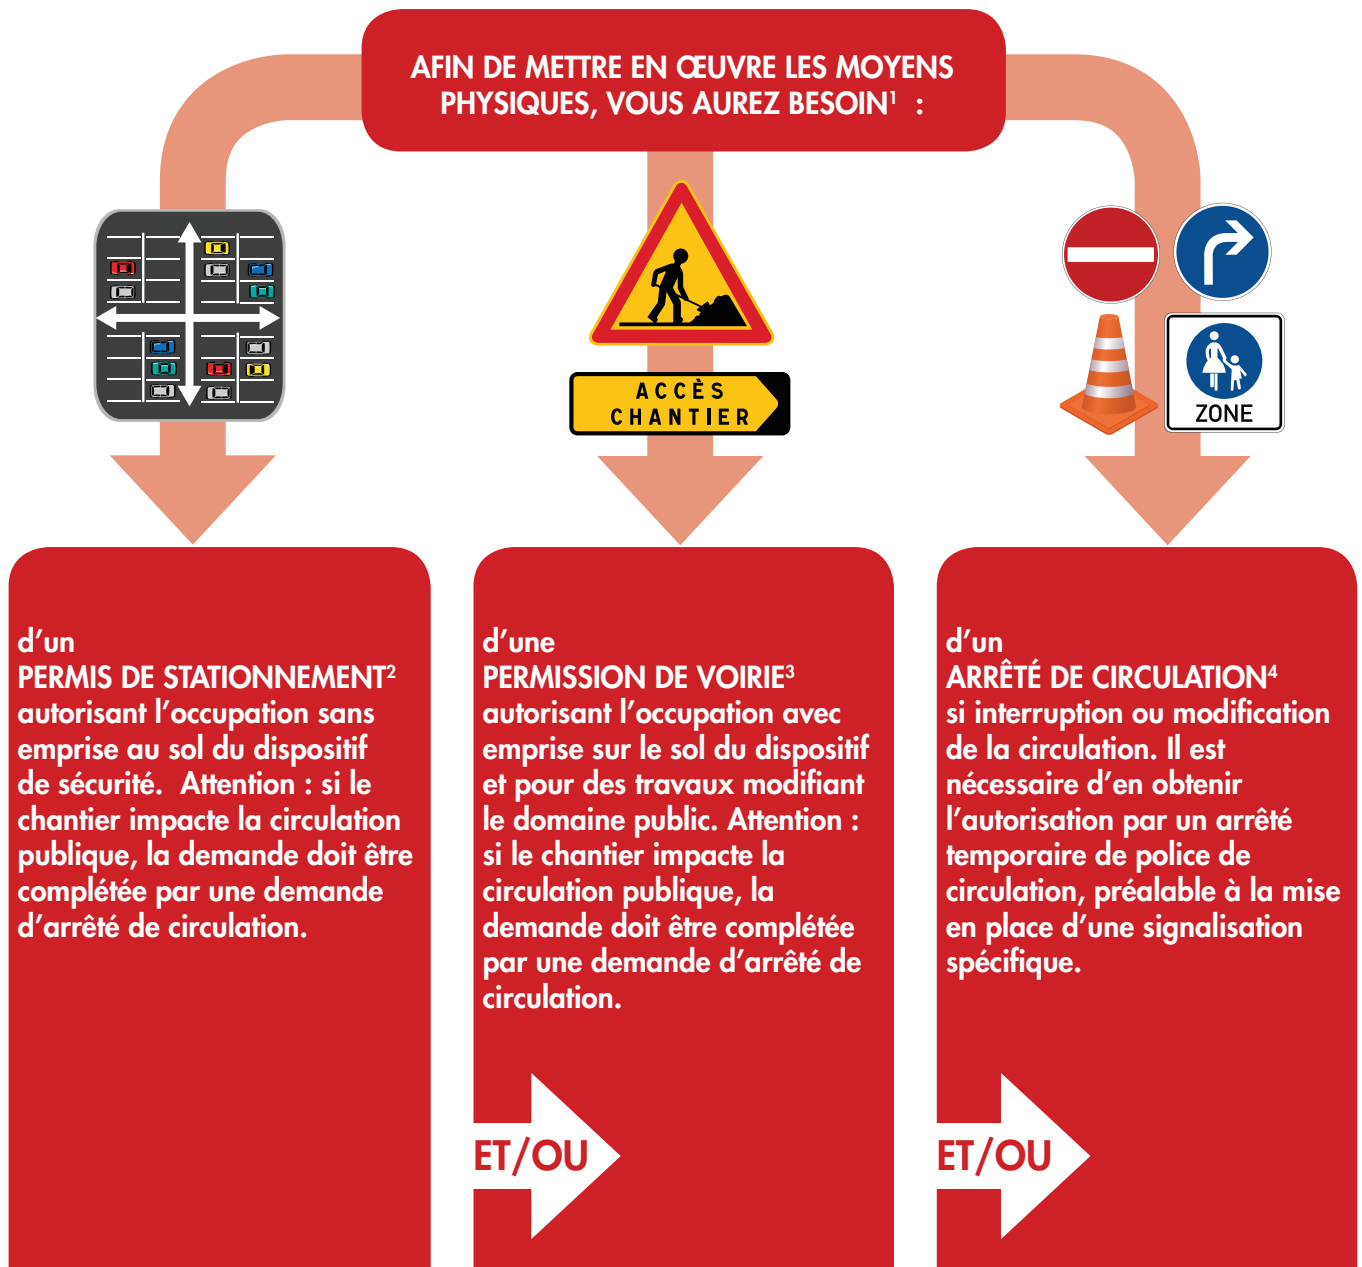 AFIN DE METTRE EN ŒUVRE LES MOYENS
PHYSIQUES, VOUS AUREZ BESOIN¹ :
ACCÈS
CHANTIER
ZONE
d’un
PERMIS DE STATIONNEMENT²
autorisant l’occupation sans
emprise au sol du dispositif
de sécurité. Attention : si le
chantier impacte la circulation
publique, la demande doit être
complétée par une demande
d’arrêté de circulation.
d’une
PERMISSION DE VOIRIE³
autorisant l’occupation avec
emprise sur le sol du dispositif
et pour des travaux modifiant
le domaine public. Attention :
si le chantier impacte la
circulation publique, la
demande doit être complétée
par une demande d’arrêté de
circulation.
ET/OU
d’un
ARRÊTÉ DE CIRCULATION⁴
si interruption ou modification
de la circulation. Il est
nécessaire d’en obtenir
l’autorisation par un arrêté
temporaire de police de
circulation, préalable à la mise
en place d’une signalisation
spécifique.
ET/OU